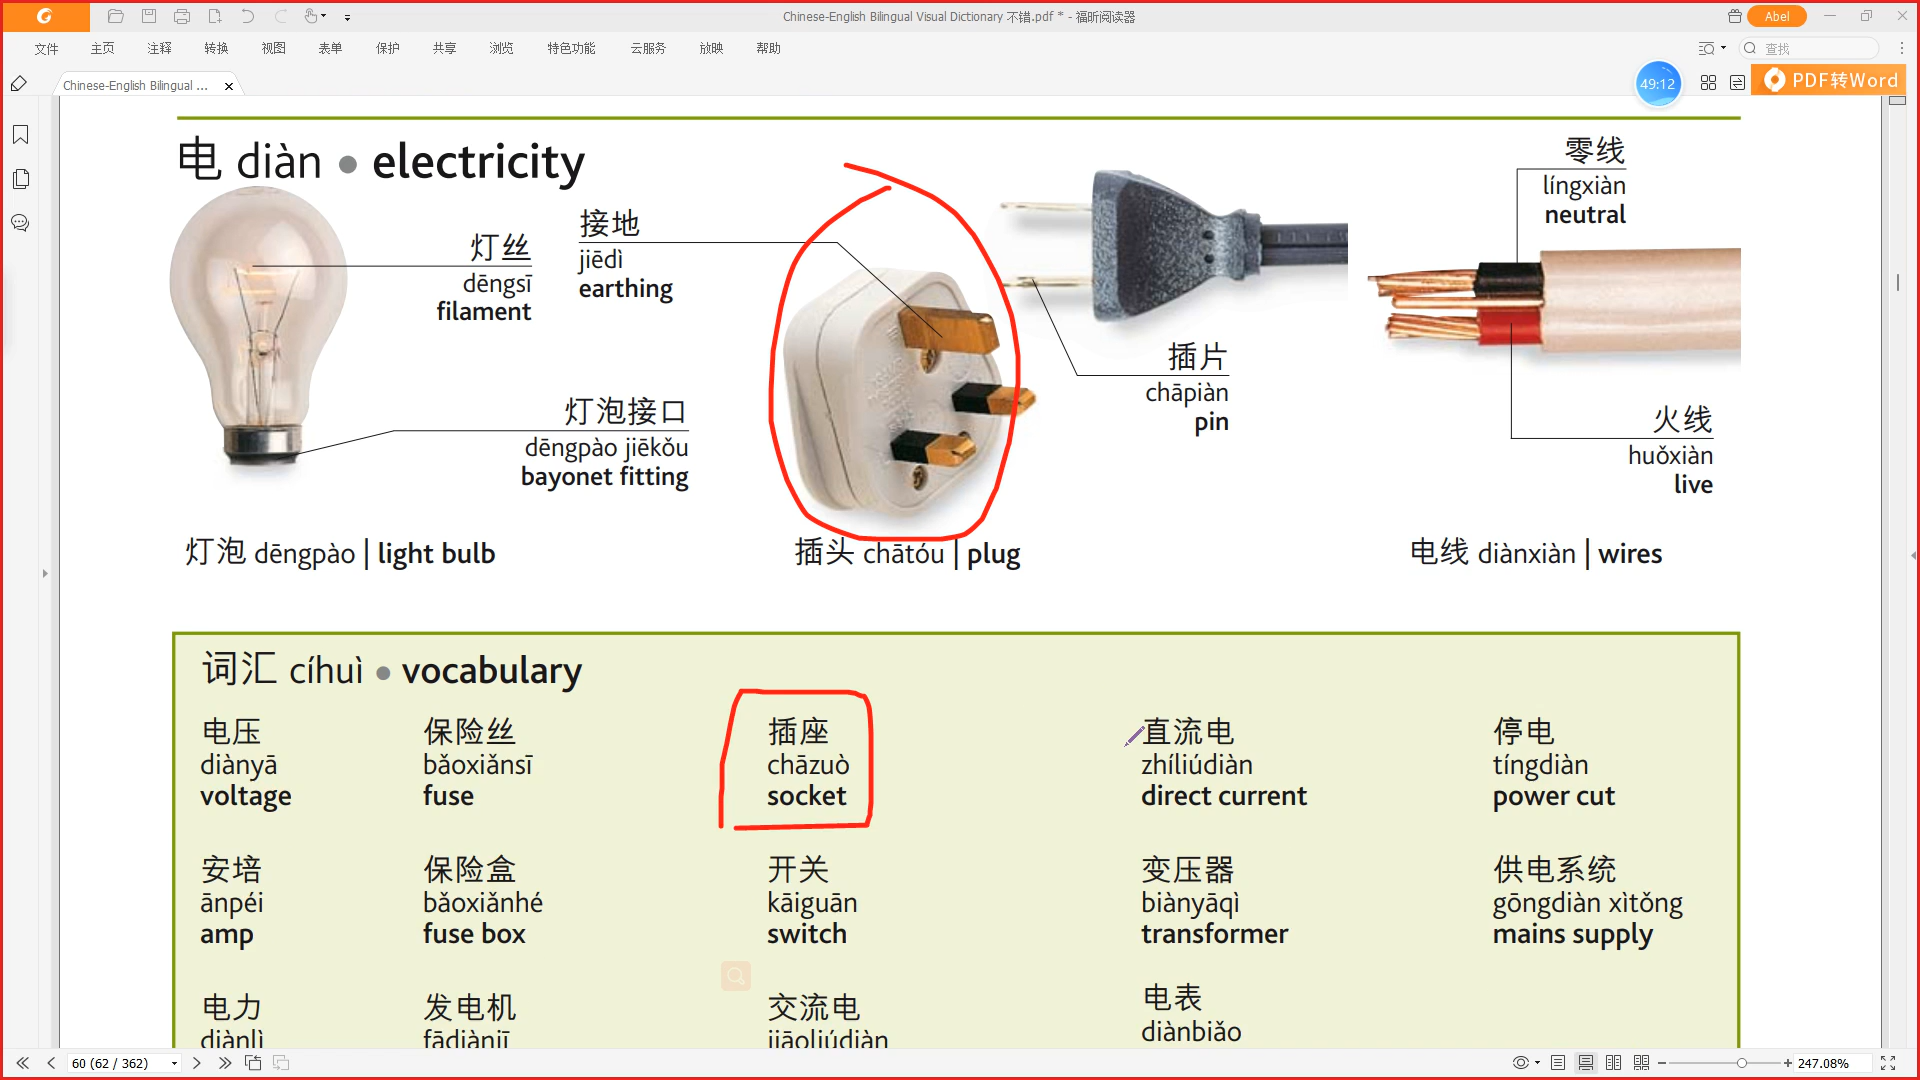 Chinese-English Bilingual Visual Dictionary 不错.pdf * - 福昕阅读器
Abel
文件 主页 注释 转换 视图 表单 保护 共享 浏览 特色功能 云服务 放映 帮助
查找
Chinese-English Bilingual ...
49:12
PDF转Word
电 diàn ● electricity
灯丝
dēngsī
filament
接地
jiēdì
earthing
灯泡接口
dēngpào jiēkǒu
bayonet fitting
插片
chāpiàn
pin
零线
língxiàn
neutral
火线
huǒxiàn
live
灯泡 dēngpào | light bulb
插头 chātóu | plug
电线 diànxiàn | wires
词汇 cíhuì ● vocabulary
电压
diànyā
voltage
保险丝
bǎoxiǎnsī
fuse
插座
chāzuò
socket
直流电
zhíliúdiàn
direct current
停电
tíngdiàn
power cut
安培
ānpéi
amp
保险盒
bǎoxiǎnhé
fuse box
开关
kāiguān
switch
变压器
biànyāqì
transformer
供电系统
gōngdiàn xìtǒng
mains supply
电力
diànlì
发电机
fādiànjī
交流电
jiāoliúdiàn
电表
diànbiǎo
60 (62 / 362)
247.08%